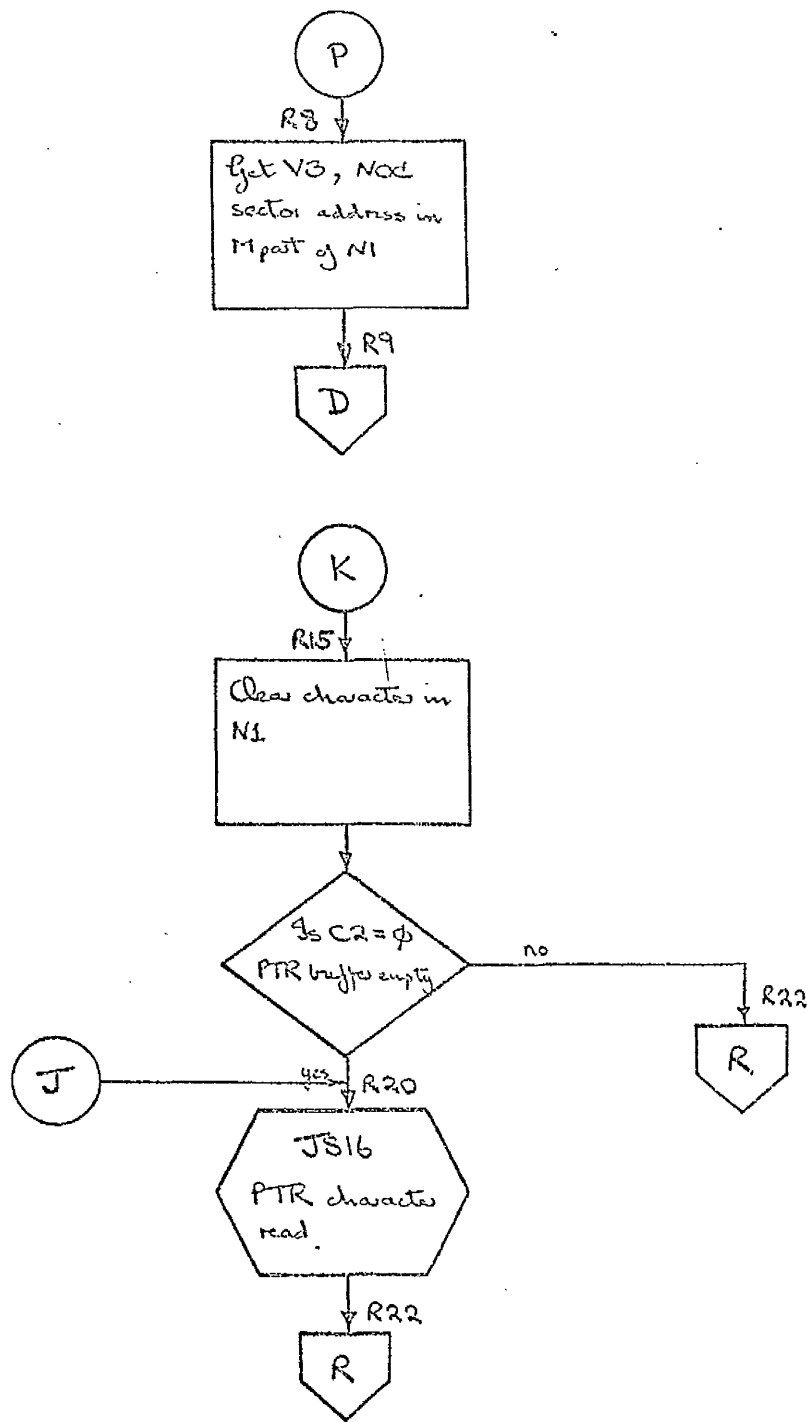 P
R8
Get V3, Nod
sector address in
M part of N1
R9
D
K
R15
Clear character in
N1
Is C2=φ
PTR buffer empty
no
R22
R
J
yes
R20
JS16
PTR character
read.
R22
R